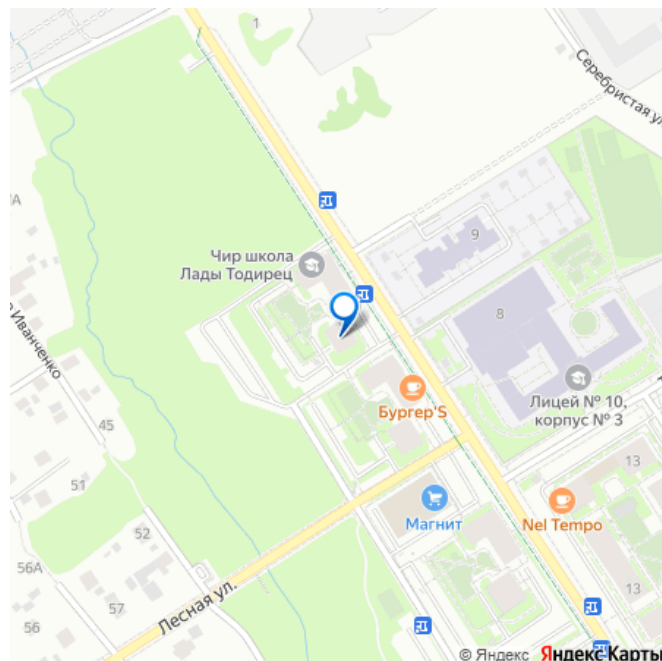 1
Серебристая ул.
7А
9
Чир школа
Лады Тодирец
8
Иванченко
Бургер'S
Лицей № 10,
корпус № 3
45
13
51
Магнит
Nel Tempo
52
56А
13
57
56
Лесная ул.
© Яндекс Яндекс Карты